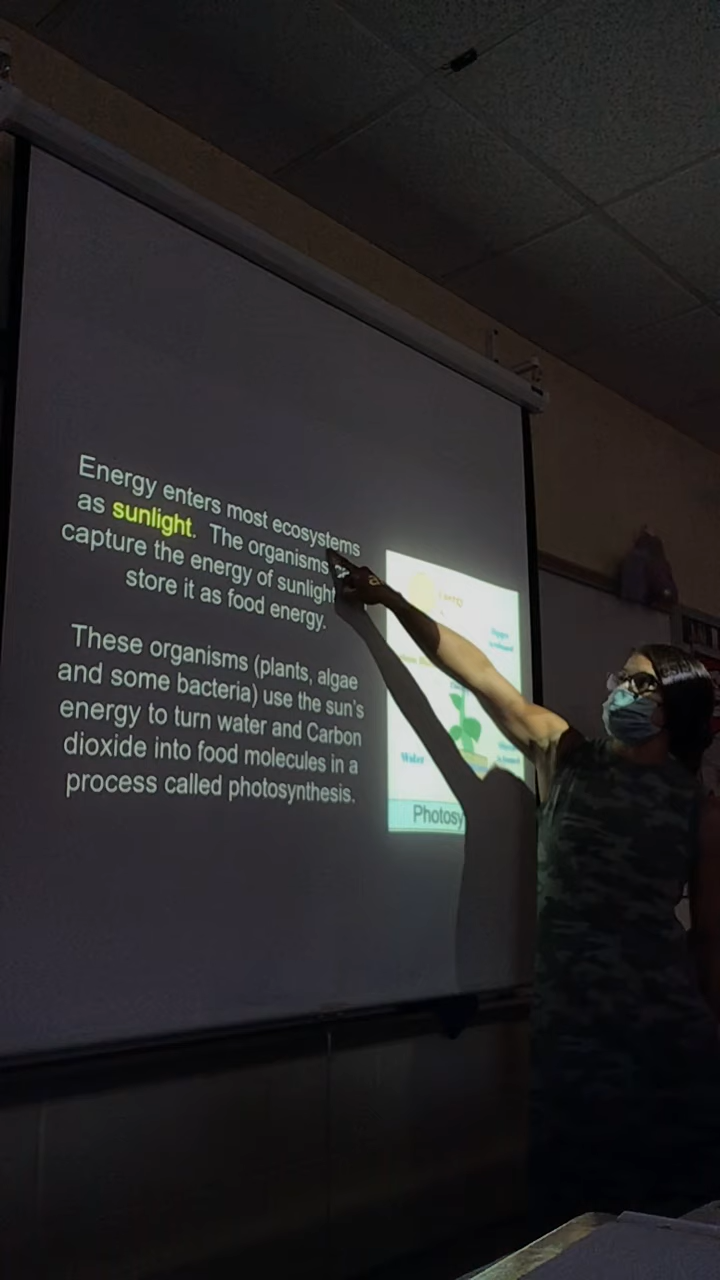 Energy enters most ecosystems
as sunlight. The organisms
capture the energy of sunlight
store it as food energy.
These organisms (plants, algae
and some bacteria) use the sun's
energy to turn water and Carbon
dioxide into food molecules in a
process called photosynthesis.
Water
Photosy